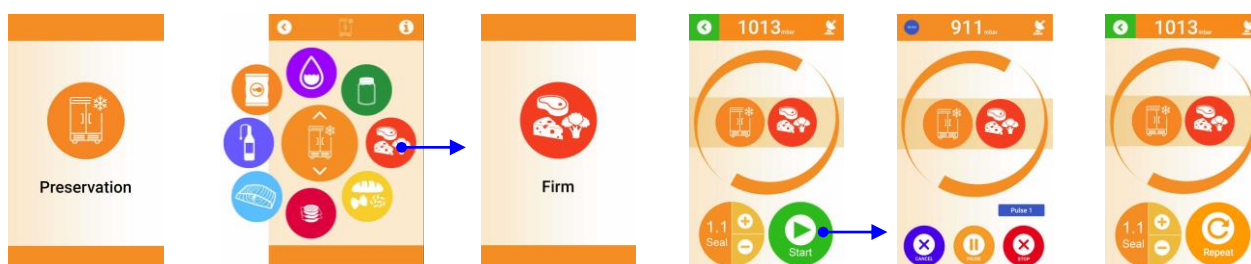 Preservation
Firm
1013 mbar
1.1
Seal
Start
911 mbar
Pulse 1
CANCEL
PAUSE
STOP
1013 mbar
1.1
Seal
Repeat